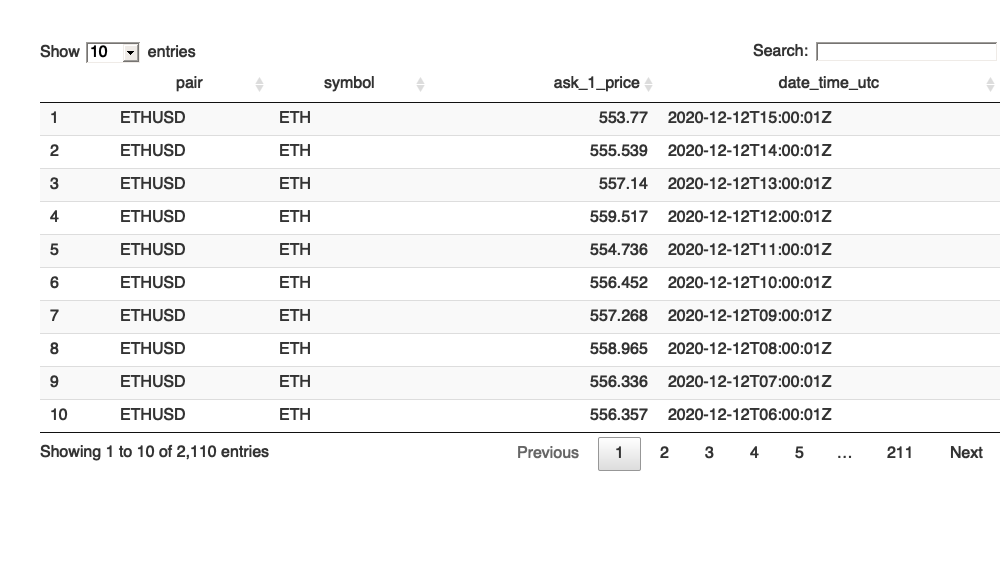 Show 10 entries Search:
pair symbol ask_1_price date_time_utc
1 ETHUSD ETH 553.77 2020-12-12T15:00:01Z
2 ETHUSD ETH 555.539 2020-12-12T14:00:01Z
3 ETHUSD ETH 557.14 2020-12-12T13:00:01Z
4 ETHUSD ETH 559.517 2020-12-12T12:00:01Z
5 ETHUSD ETH 554.736 2020-12-12T11:00:01Z
6 ETHUSD ETH 556.452 2020-12-12T10:00:01Z
7 ETHUSD ETH 557.268 2020-12-12T09:00:01Z
8 ETHUSD ETH 558.965 2020-12-12T08:00:01Z
9 ETHUSD ETH 556.336 2020-12-12T07:00:01Z
10 ETHUSD ETH 556.357 2020-12-12T06:00:01Z
Showing 1 to 10 of 2,110 entries Previous 1 2 3 4 5 … 211 Next